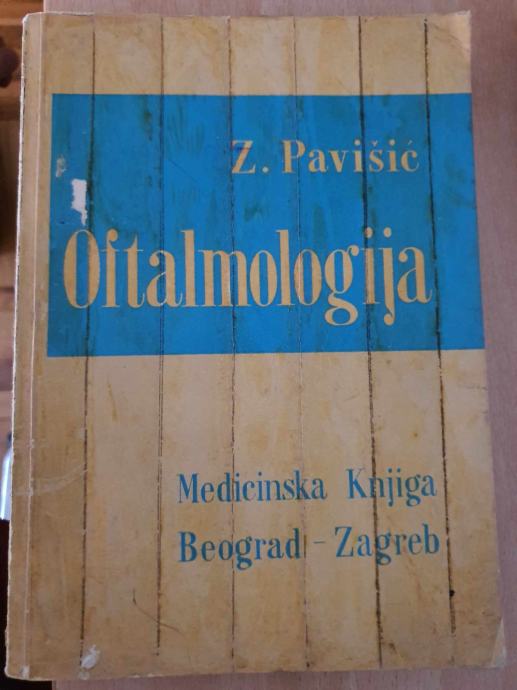 Z. Pavišić
Oftalmologija
Medicinska Knjiga
Beograd - Zagreb